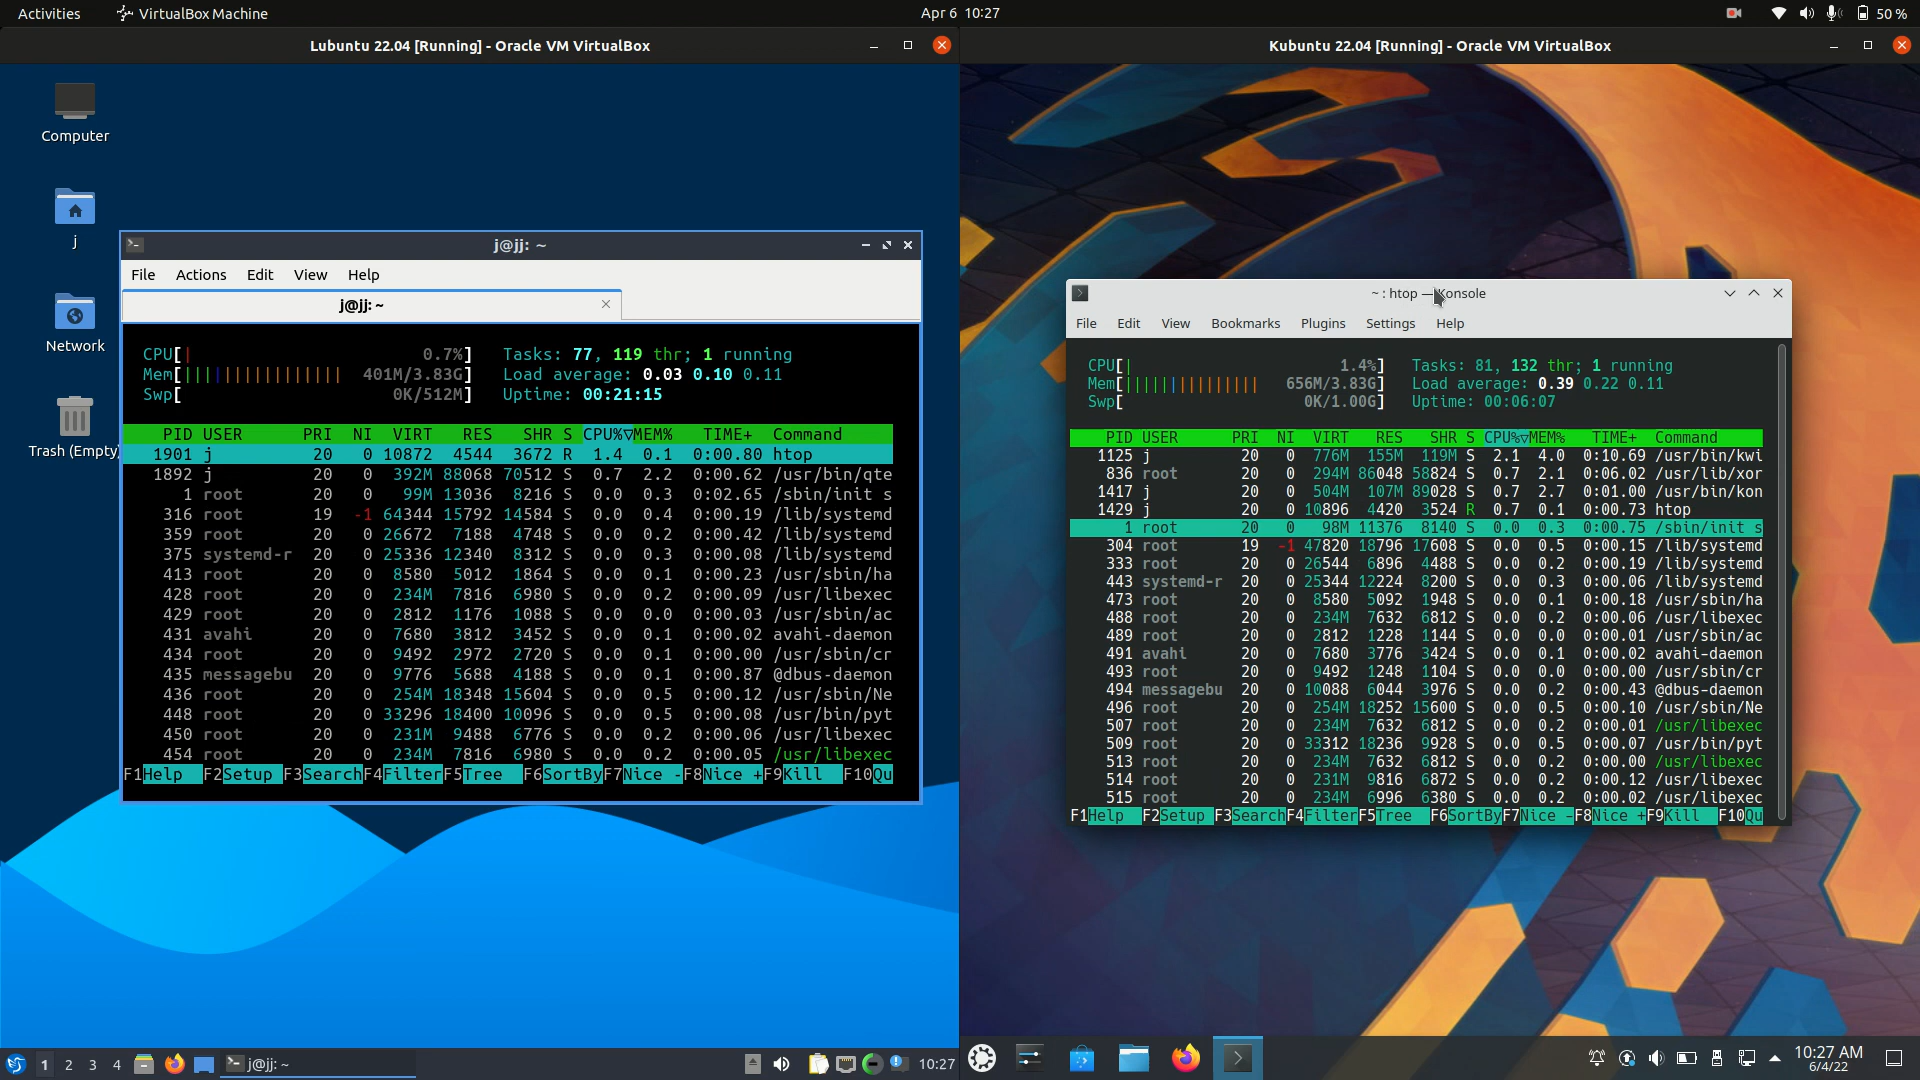 Activities VirtualBox Machine Apr 6 10:27 50 %
Lubuntu 22.04 [Running] - Oracle VM VirtualBox
Computer
j
Network
Trash (Empty)
j@jj: ~
File Actions Edit View Help
j@jj: ~
CPU[| 0.7%] Tasks: 77, 119 thr; 1 running
Mem[|||||||||||||||| 401M/3.83G] Load average: 0.03 0.10 0.11
Swp[ 0K/512M] Uptime: 00:21:15
PID USER PRI NI VIRT RES SHR S CPU%▽MEM% TIME+ Command
1901 j 20 0 10872 4544 3672 R 1.4 0.1 0:00.80 htop
1892 j 20 0 392M 88068 70512 S 0.7 2.2 0:00.62 /usr/bin/qte
1 root 20 0 99M 13036 8216 S 0.0 0.3 0:02.65 /sbin/init s
316 root 19 -1 64344 15792 14584 S 0.0 0.4 0:00.19 /lib/systemd
359 root 20 0 26672 7188 4748 S 0.0 0.2 0:00.42 /lib/systemd
375 systemd-r 20 0 25336 12340 8312 S 0.0 0.3 0:00.08 /lib/systemd
413 root 20 0 8580 5012 1864 S 0.0 0.1 0:00.23 /usr/sbin/ha
428 root 20 0 234M 7816 6980 S 0.0 0.2 0:00.09 /usr/libexec
429 root 20 0 2812 1176 1088 S 0.0 0.0 0:00.03 /usr/sbin/ac
431 avahi 20 0 7680 3812 3452 S 0.0 0.1 0:00.02 avahi-daemon
434 root 20 0 9492 2972 2720 S 0.0 0.1 0:00.00 /usr/sbin/cr
435 messagebu 20 0 9776 5688 4188 S 0.0 0.1 0:00.87 @dbus-daemon
436 root 20 0 254M 18348 15604 S 0.0 0.5 0:00.12 /usr/sbin/Ne
448 root 20 0 33296 18400 10096 S 0.0 0.5 0:00.08 /usr/bin/pyt
450 root 20 0 231M 9488 6776 S 0.0 0.2 0:00.06 /usr/libexec
454 root 20 0 234M 7816 6980 S 0.0 0.2 0:00.05 /usr/libexec
F1Help F2Setup F3SearchF4FilterF5Tree F6SortByF7Nice -F8Nice +F9Kill F10Qu
1 2 3 4 j@jj: ~ 10:27
Kubuntu 22.04 [Running] - Oracle VM VirtualBox
~ : htop — Konsole
File Edit View Bookmarks Plugins Settings Help
CPU[| 1.4%] Tasks: 81, 132 thr; 1 running
Mem[||||||||||||||| 656M/3.83G] Load average: 0.39 0.22 0.11
Swp[ 0K/1.00G] Uptime: 00:06:07
PID USER PRI NI VIRT RES SHR S CPU%▽MEM% TIME+ Command
1125 j 20 0 776M 155M 119M S 2.1 4.0 0:10.69 /usr/bin/kwi
836 root 20 0 294M 86048 58824 S 0.7 2.1 0:06.02 /usr/lib/xor
1417 j 20 0 504M 107M 89028 S 0.7 2.7 0:01.00 /usr/bin/kon
1429 j 20 0 10896 4420 3524 R 0.7 0.1 0:00.73 htop
1 root 20 0 98M 11376 8140 S 0.0 0.3 0:00.75 /sbin/init s
304 root 19 -1 47820 18796 17608 S 0.0 0.5 0:00.15 /lib/systemd
333 root 20 0 26544 6896 4488 S 0.0 0.2 0:00.19 /lib/systemd
443 systemd-r 20 0 25344 12224 8200 S 0.0 0.3 0:00.06 /lib/systemd
473 root 20 0 8580 5092 1948 S 0.0 0.1 0:00.18 /usr/sbin/ha
488 root 20 0 234M 7632 6812 S 0.0 0.2 0:00.06 /usr/libexec
489 root 20 0 2812 1228 1144 S 0.0 0.0 0:00.01 /usr/sbin/ac
491 avahi 20 0 7680 3776 3424 S 0.0 0.1 0:00.02 avahi-daemon
493 root 20 0 9492 1248 1104 S 0.0 0.0 0:00.00 /usr/sbin/cr
494 messagebu 20 0 10088 6044 3976 S 0.0 0.2 0:00.43 @dbus-daemon
496 root 20 0 254M 18252 15600 S 0.0 0.5 0:00.10 /usr/sbin/Ne
507 root 20 0 234M 7632 6812 S 0.0 0.2 0:00.01 /usr/libexec
509 root 20 0 33312 18236 9928 S 0.0 0.5 0:00.07 /usr/bin/pyt
513 root 20 0 234M 7632 6812 S 0.0 0.2 0:00.00 /usr/libexec
514 root 20 0 231M 9816 6872 S 0.0 0.2 0:00.12 /usr/libexec
515 root 20 0 234M 6996 6380 S 0.0 0.2 0:00.02 /usr/libexec
F1Help F2Setup F3SearchF4FilterF5Tree F6SortByF7Nice -F8Nice +F9Kill F10Qu
10:27 AM
6/4/22